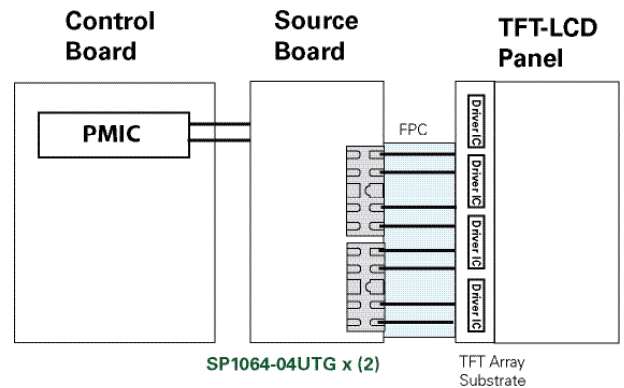 Control
Board
Source
Board
TFT-LCD
Panel
PMIC
FPC
Driver IC
Driver IC
Driver IC
Driver IC
SP1064-04UTG x (2)
TFT Array
Substrate